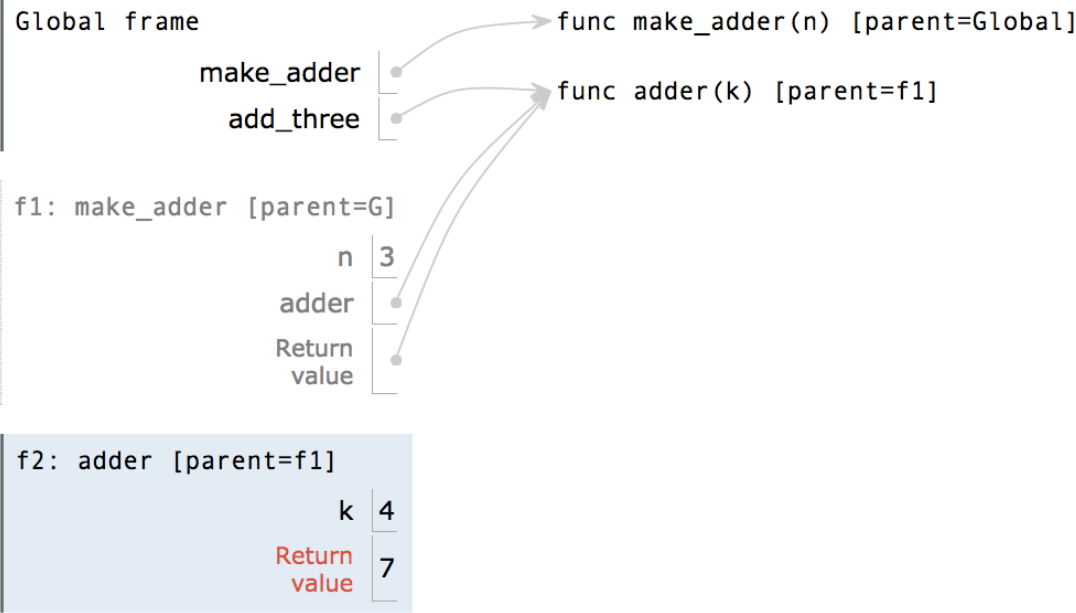 Global frame
func make_adder(n) [parent=Global]
make_adder
func adder(k) [parent=f1]
add_three
f1: make_adder [parent=G]
n 3
adder
Return
value
f2: adder [parent=f1]
k 4
Return
value 7